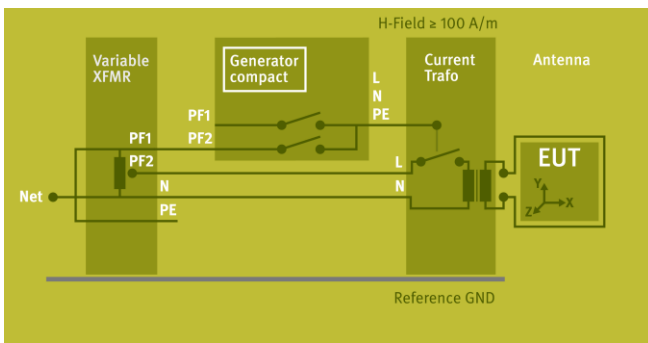 H-Field ≥ 100 A/m
Variable
XFMR
Generator
compact
Current
Trafo
Antenna
L
N
PE
PF1
PF1
PF2
PF2
L
EUT
Net
N
N
Y
X
Z
PE
Reference GND